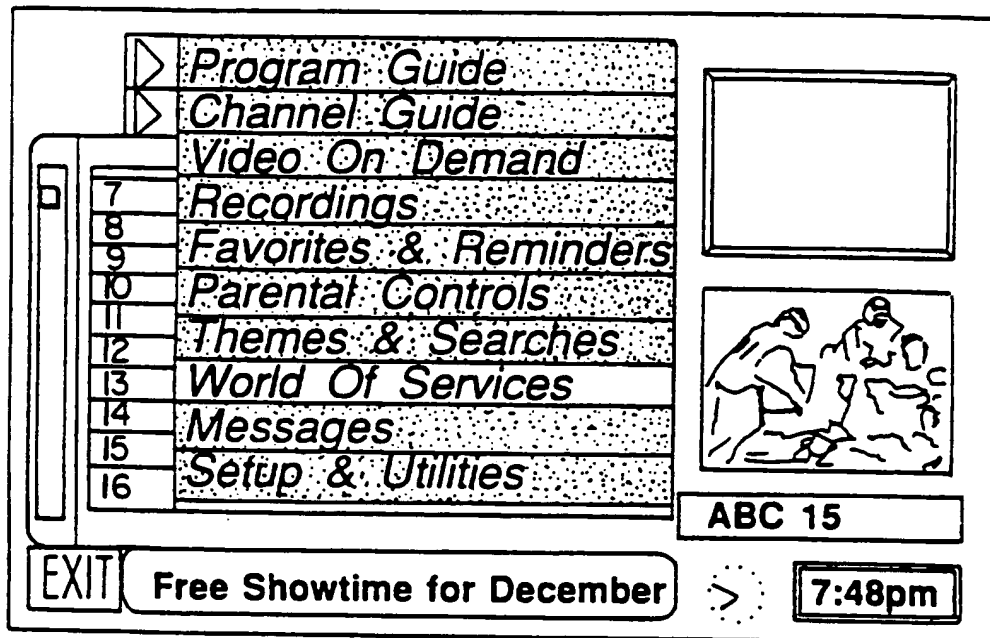 Program Guide
Channel Guide
Video On Demand
7 Recordings
8
9 Favorites & Reminders
10 Parental Controls
11
12 Themes & Searches
13 World Of Services
14 Messages
15
16 Setup & Utilities
ABC 15
EXIT Free Showtime for December 7:48pm